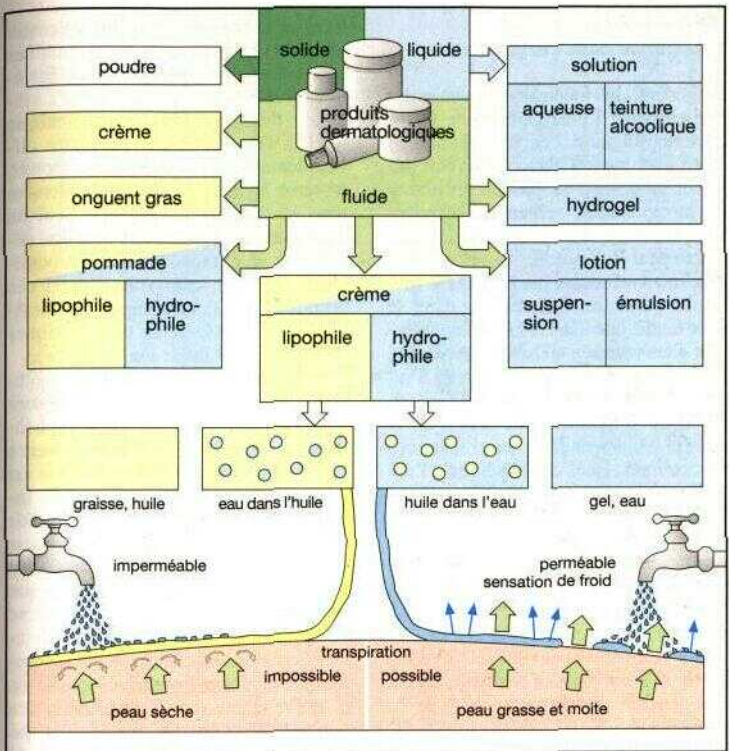 solide
liquide
produits
dermatologiques
fluide
poudre
crème
onguent gras
pommade
lipophile
hydro-
phile
crème
lipophile
hydro-
phile
solution
aqueuse
teinture
alcoolique
hydrogel
lotion
suspen-
sion
émulsion
graisse, huile
eau dans l'huile
huile dans l'eau
gel, eau
imperméable
perméable
sensation de froid
transpiration
impossible
possible
peau sèche
peau grasse et moite